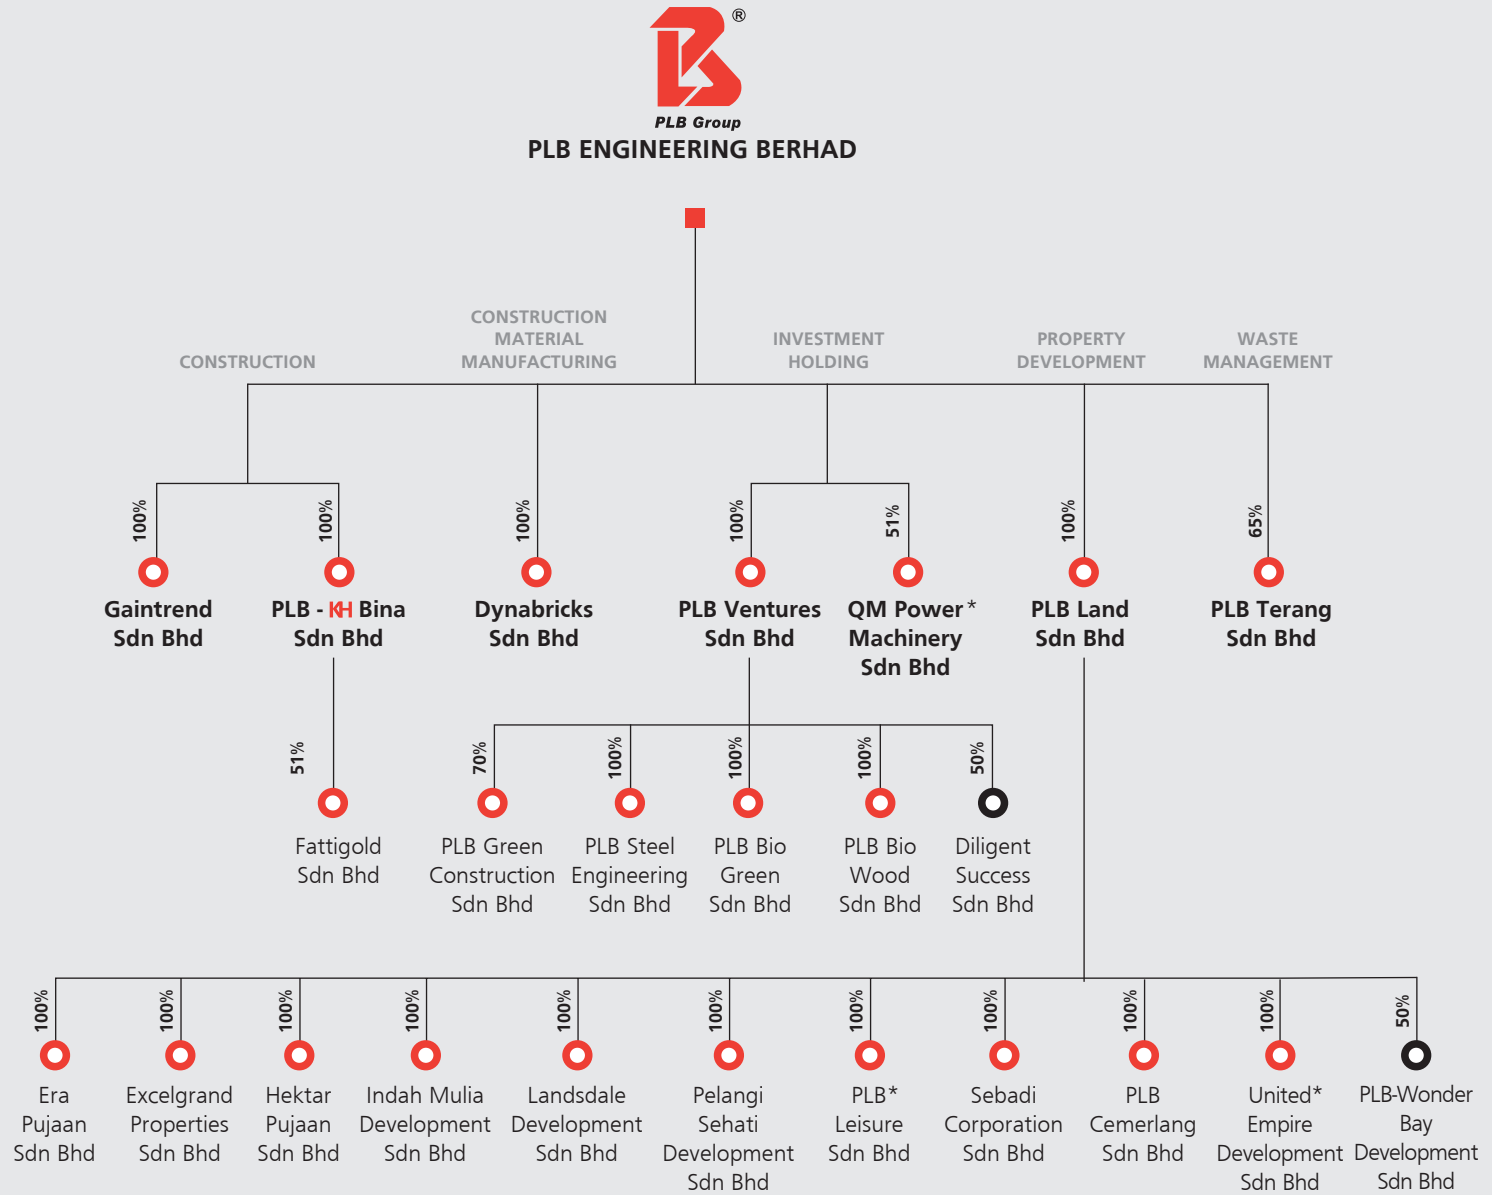 ®
PLB Group
PLB ENGINEERING BERHAD
CONSTRUCTION
CONSTRUCTION
MATERIAL
MANUFACTURING
INVESTMENT
HOLDING
PROPERTY
DEVELOPMENT
WASTE
MANAGEMENT
100%
100%
100%
100%
51%
100%
65%
Gaintrend
Sdn Bhd
PLB - KH Bina
Sdn Bhd
Dynabricks
Sdn Bhd
PLB Ventures
Sdn Bhd
QM Power*
Machinery
Sdn Bhd
PLB Land
Sdn Bhd
PLB Terang
Sdn Bhd
51%
70%
100%
100%
100%
50%
Fattigold
Sdn Bhd
PLB Green
Construction
Sdn Bhd
PLB Steel
Engineering
Sdn Bhd
PLB Bio
Green
Sdn Bhd
PLB Bio
Wood
Sdn Bhd
Diligent
Success
Sdn Bhd
100%
100%
100%
100%
100%
100%
100%
100%
100%
100%
50%
Era
Pujaan
Sdn Bhd
Excelgrand
Properties
Sdn Bhd
Hektar
Pujaan
Sdn Bhd
Indah Mulia
Development
Sdn Bhd
Landsdale
Development
Sdn Bhd
Pelangi
Sehati
Development
Sdn Bhd
PLB*
Leisure
Sdn Bhd
Sebadi
Corporation
Sdn Bhd
PLB
Cemerlang
Sdn Bhd
United*
Empire
Development
Sdn Bhd
PLB-Wonder
Bay
Development
Sdn Bhd